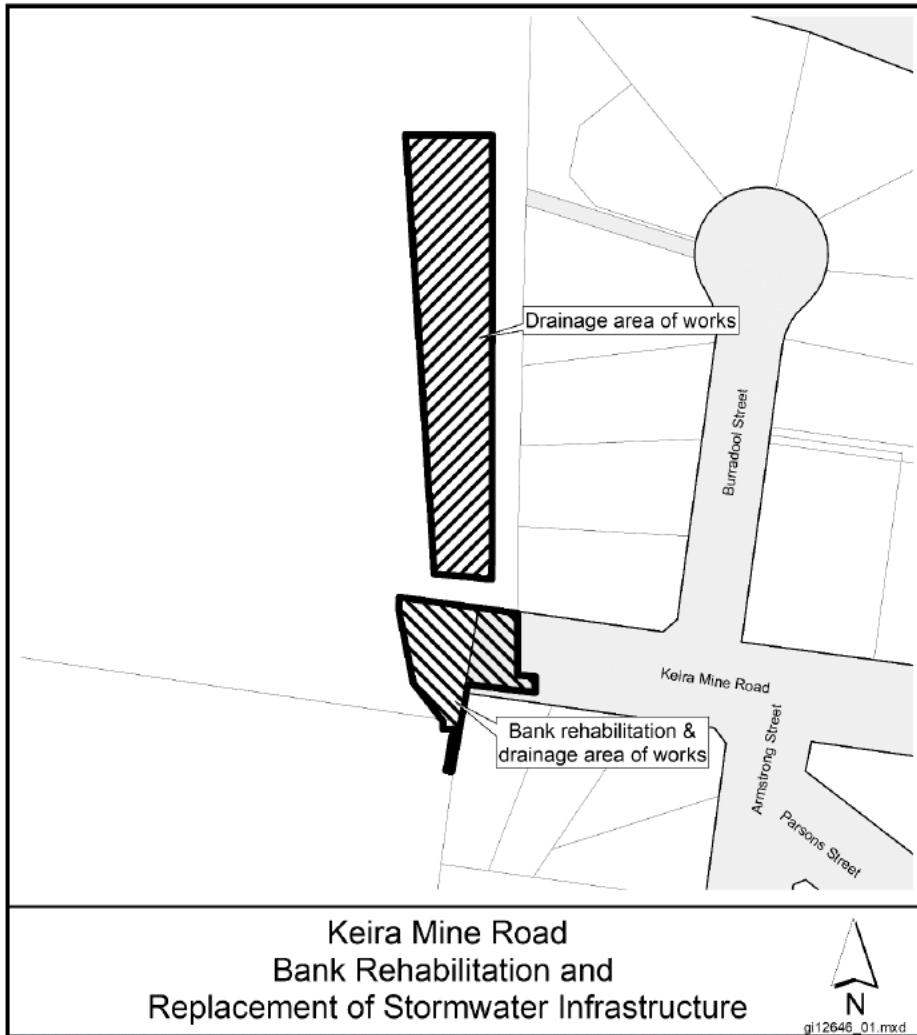 Drainage area of works
Burradool Street
Keira Mine Road
Bank rehabilitation &
drainage area of works
Armstrong Street
Parsons Street
Keira Mine Road
Bank Rehabilitation and
Replacement of Stormwater Infrastructure
N
gi12646_01.mxd